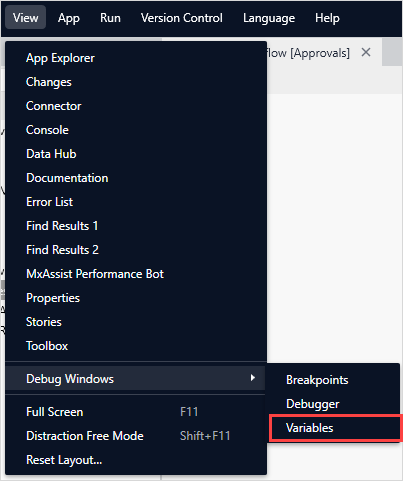 View App Run Version Control Language Help
flow [Approvals]
App Explorer
Changes
Connector
Console
Data Hub
Documentation
Error List
Find Results 1
Find Results 2
MxAssist Performance Bot
Properties
Stories
Toolbox
Debug Windows
Breakpoints
Debugger
Variables
Full Screen F11
Distraction Free Mode Shift+F11
Reset Layout...